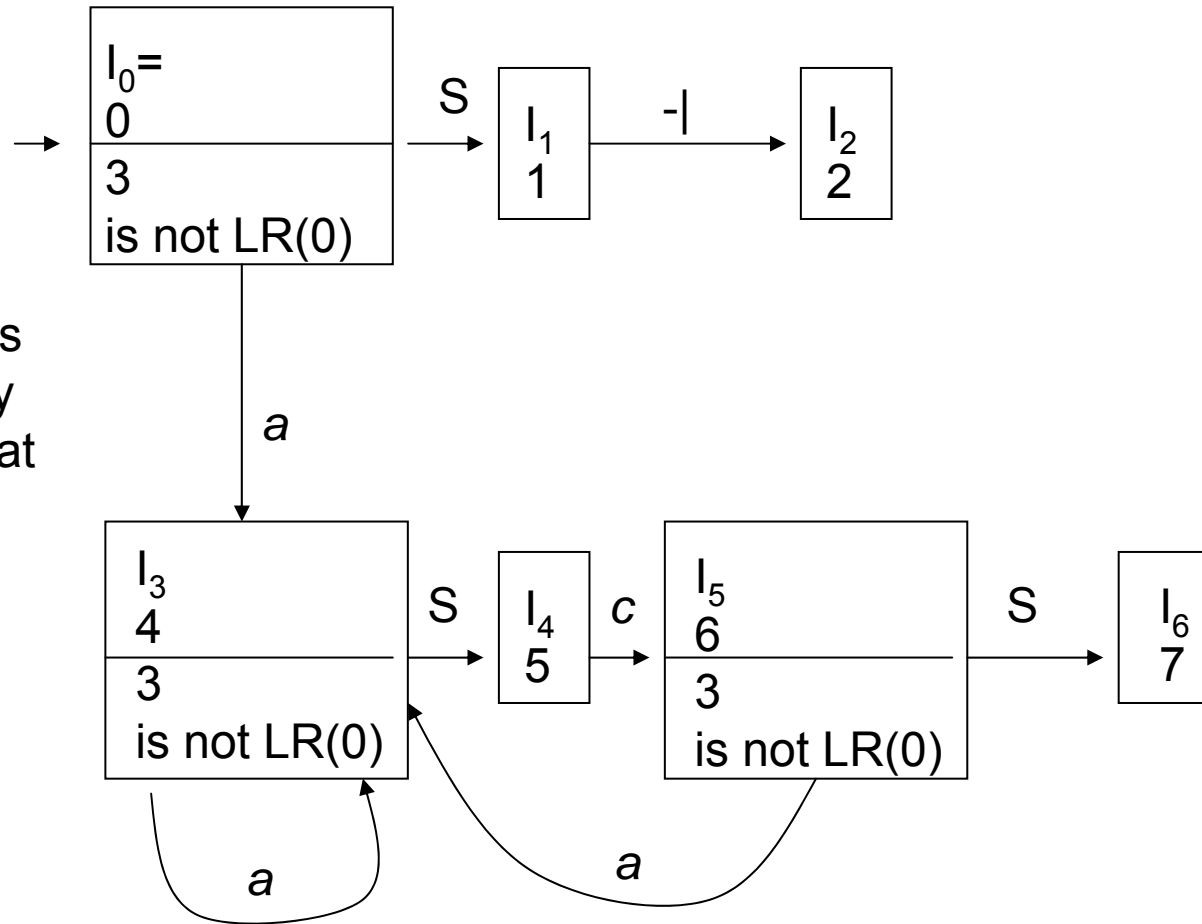 I₀=
0
3
is not LR(0)
S
I₁
1
-|
I₂
2
a
s
y
at
I₃
4
3
is not LR(0)
S
I₄
5
c
I₅
6
3
is not LR(0)
S
I₆
7
a
a